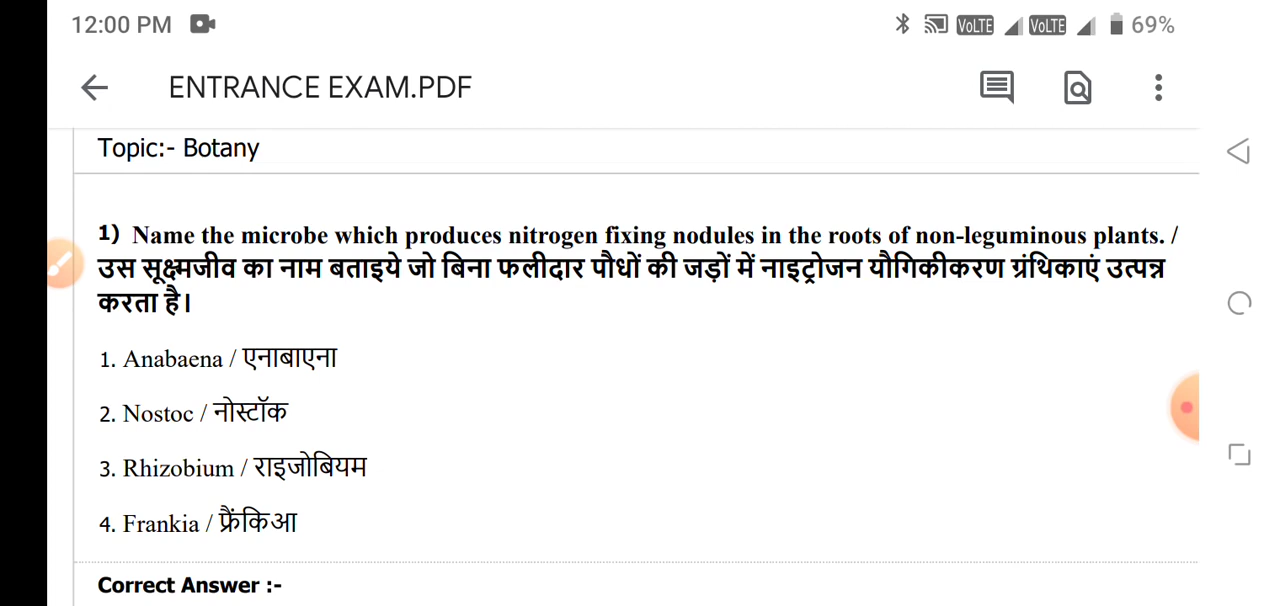 12:00 PM VoLTE VoLTE 69%
ENTRANCE EXAM.PDF
Topic:- Botany
1) Name the microbe which produces nitrogen fixing nodules in the roots of non-leguminous plants. /
उस सूक्ष्मजीव का नाम बताइये जो बिना फलीदार पौधों की जड़ों में नाइट्रोजन यौगिकीकरण ग्रंथिकाएं उत्पन्न
करता है।
1. Anabaena / एनाबाएना
2. Nostoc / नोस्टॉक
3. Rhizobium / राइजोबियम
4. Frankia / फ्रैंकिआ
Correct Answer :-